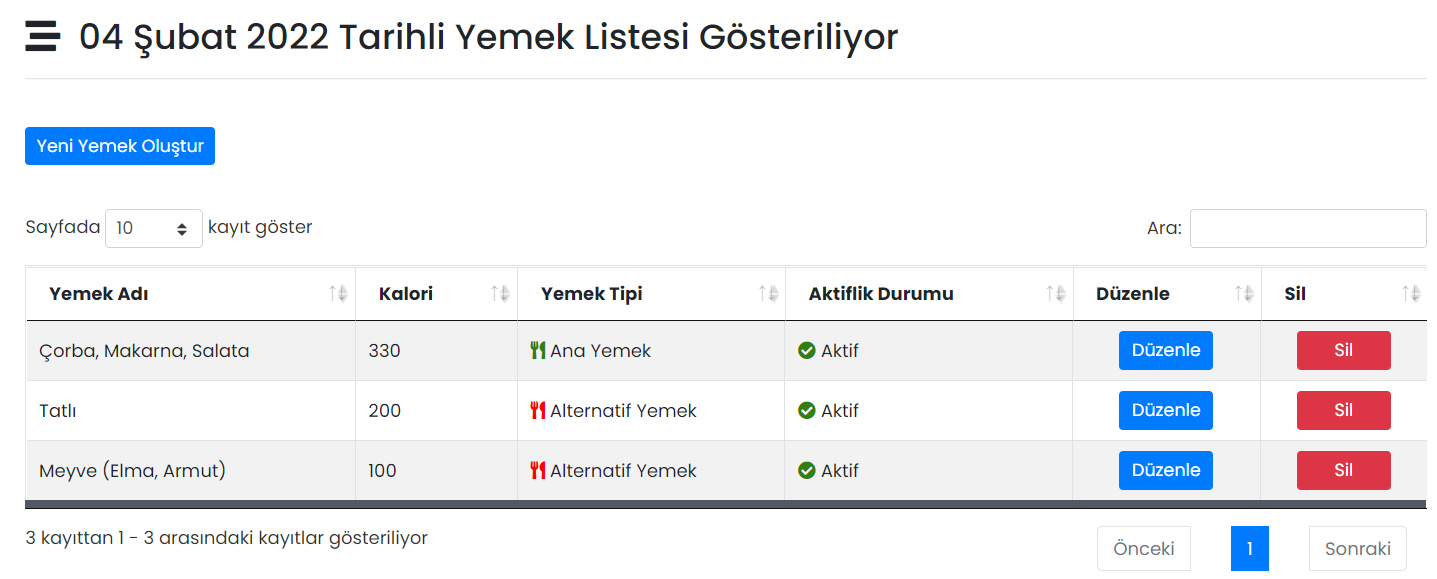 04 Şubat 2022 Tarihli Yemek Listesi Gösteriliyor
Yeni Yemek Oluştur
Sayfada 10 kayıt göster Ara:
Yemek Adı Kalori Yemek Tipi Aktiflik Durumu Düzenle Sil
Çorba, Makarna, Salata 330 Ana Yemek Aktif Düzenle Sil
Tatlı 200 Alternatif Yemek Aktif Düzenle Sil
Meyve (Elma, Armut) 100 Alternatif Yemek Aktif Düzenle Sil
3 kayıttan 1 - 3 arasındaki kayıtlar gösteriliyor
Önceki 1 Sonraki